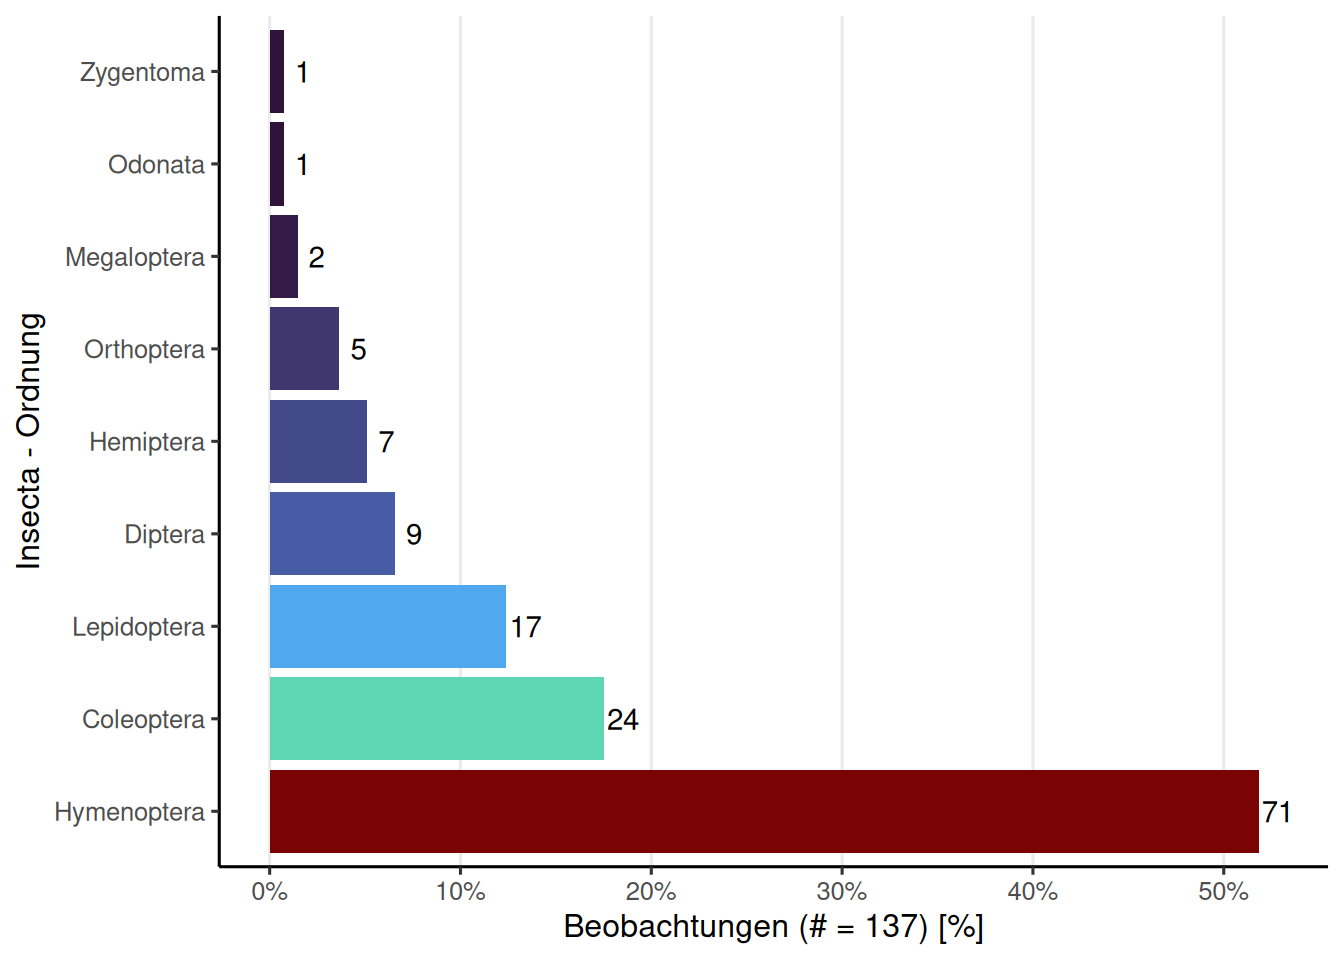 Insecta - Ordnung
Zygentoma 1
Odonata 1
Megaloptera 2
Orthoptera 5
Hemiptera 7
Diptera 9
Lepidoptera 17
Coleoptera 24
Hymenoptera 71
0% 10% 20% 30% 40% 50%
Beobachtungen (# = 137) [%]